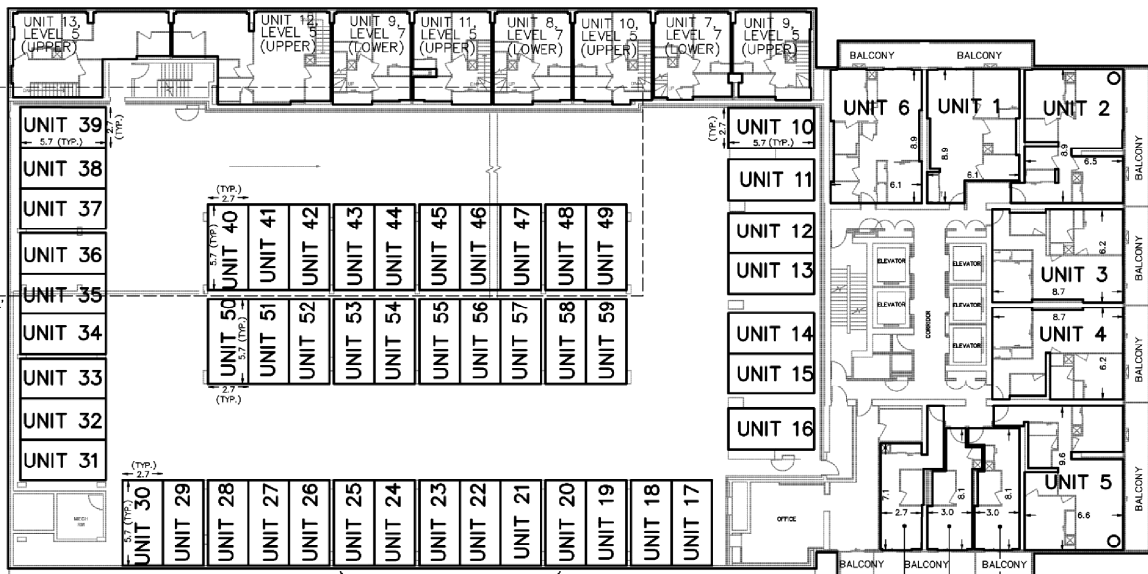 UNIT 13,
LEVEL 5
(UPPER)
UNIT 12,
LEVEL 5
(UPPER)
UNIT 9,
LEVEL 7
(LOWER)
UNIT 11,
LEVEL 5
(UPPER)
UNIT 8,
LEVEL 7
(LOWER)
UNIT 10,
LEVEL 5
(UPPER)
UNIT 7,
LEVEL 7
(LOWER)
UNIT 9,
LEVEL 5
(UPPER)
BALCONY
BALCONY
UNIT 6
8.9
6.1
UNIT 1
8.9
6.1
UNIT 2
8.9
6.5
BALCONY
UNIT 39
5.7 (TYP.)
2.7
(TYP.)
UNIT 38
UNIT 37
UNIT 36
UNIT 35
UNIT 34
UNIT 33
UNIT 32
UNIT 31
(TYP.)
2.7
5.7 (TYP)
UNIT 40
UNIT 41
UNIT 42
UNIT 43
UNIT 44
UNIT 45
UNIT 46
UNIT 47
UNIT 48
UNIT 49
UNIT 50
5.7 (TYP.)
UNIT 51
UNIT 52
UNIT 53
UNIT 54
UNIT 55
UNIT 56
UNIT 57
UNIT 58
UNIT 59
2.7
(TYP.)
(TYP.)
2.7
UNIT 10
5.7 (TYP.)
UNIT 11
UNIT 12
UNIT 13
UNIT 14
UNIT 15
UNIT 16
ELEVATOR
ELEVATOR
ELEVATOR
ELEVATOR
ELEVATOR
CORRIDOR
6.2
UNIT 3
8.7
BALCONY
8.7
UNIT 4
6.2
BALCONY
(TYP.)
2.7
5.7 (TYP.)
UNIT 30
UNIT 29
UNIT 28
UNIT 27
UNIT 26
UNIT 25
UNIT 24
UNIT 23
UNIT 22
UNIT 21
UNIT 20
UNIT 19
UNIT 18
UNIT 17
OFFICE
7.1
2.7
8.1
3.0
8.1
3.0
9.6
UNIT 5
6.6
BALCONY
BALCONY
BALCONY
BALCONY